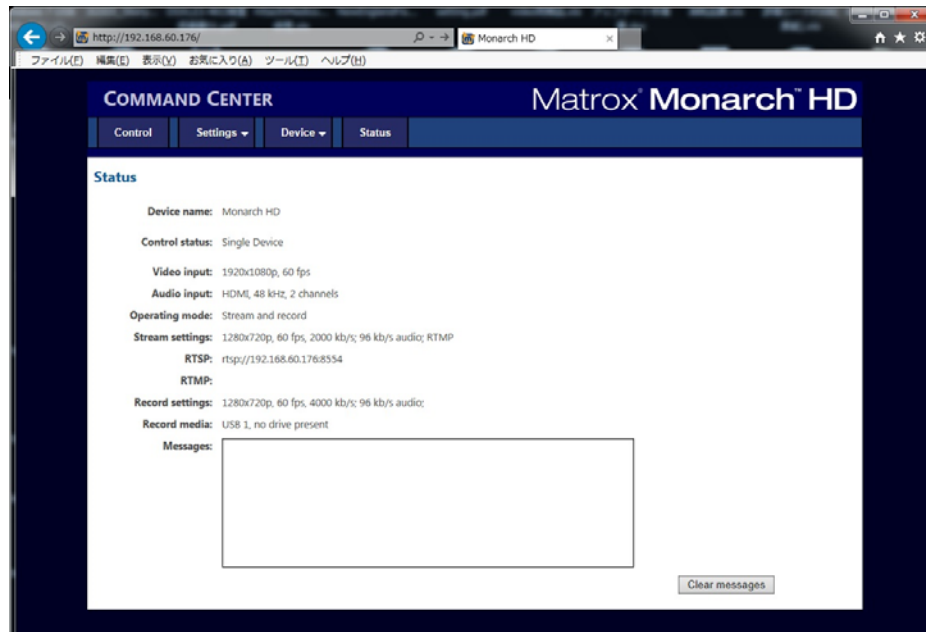 http://192.168.60.176/
Monarch HD
ファイル(F) 編集(E) 表示(V) お気に入り(A) ツール(T) ヘルプ(H)
COMMAND CENTER
Matrox® Monarch™ HD
Control Settings Device Status
Status
Device name: Monarch HD
Control status: Single Device
Video input: 1920x1080p, 60 fps
Audio input: HDMI, 48 kHz, 2 channels
Operating mode: Stream and record
Stream settings: 1280x720p, 60 fps, 2000 kb/s; 96 kb/s audio; RTMP
RTSP: rtsp://192.168.60.176:8554
RTMP:
Record settings: 1280x720p, 60 fps, 4000 kb/s; 96 kb/s audio;
Record media: USB 1, no drive present
Messages:
Clear messages